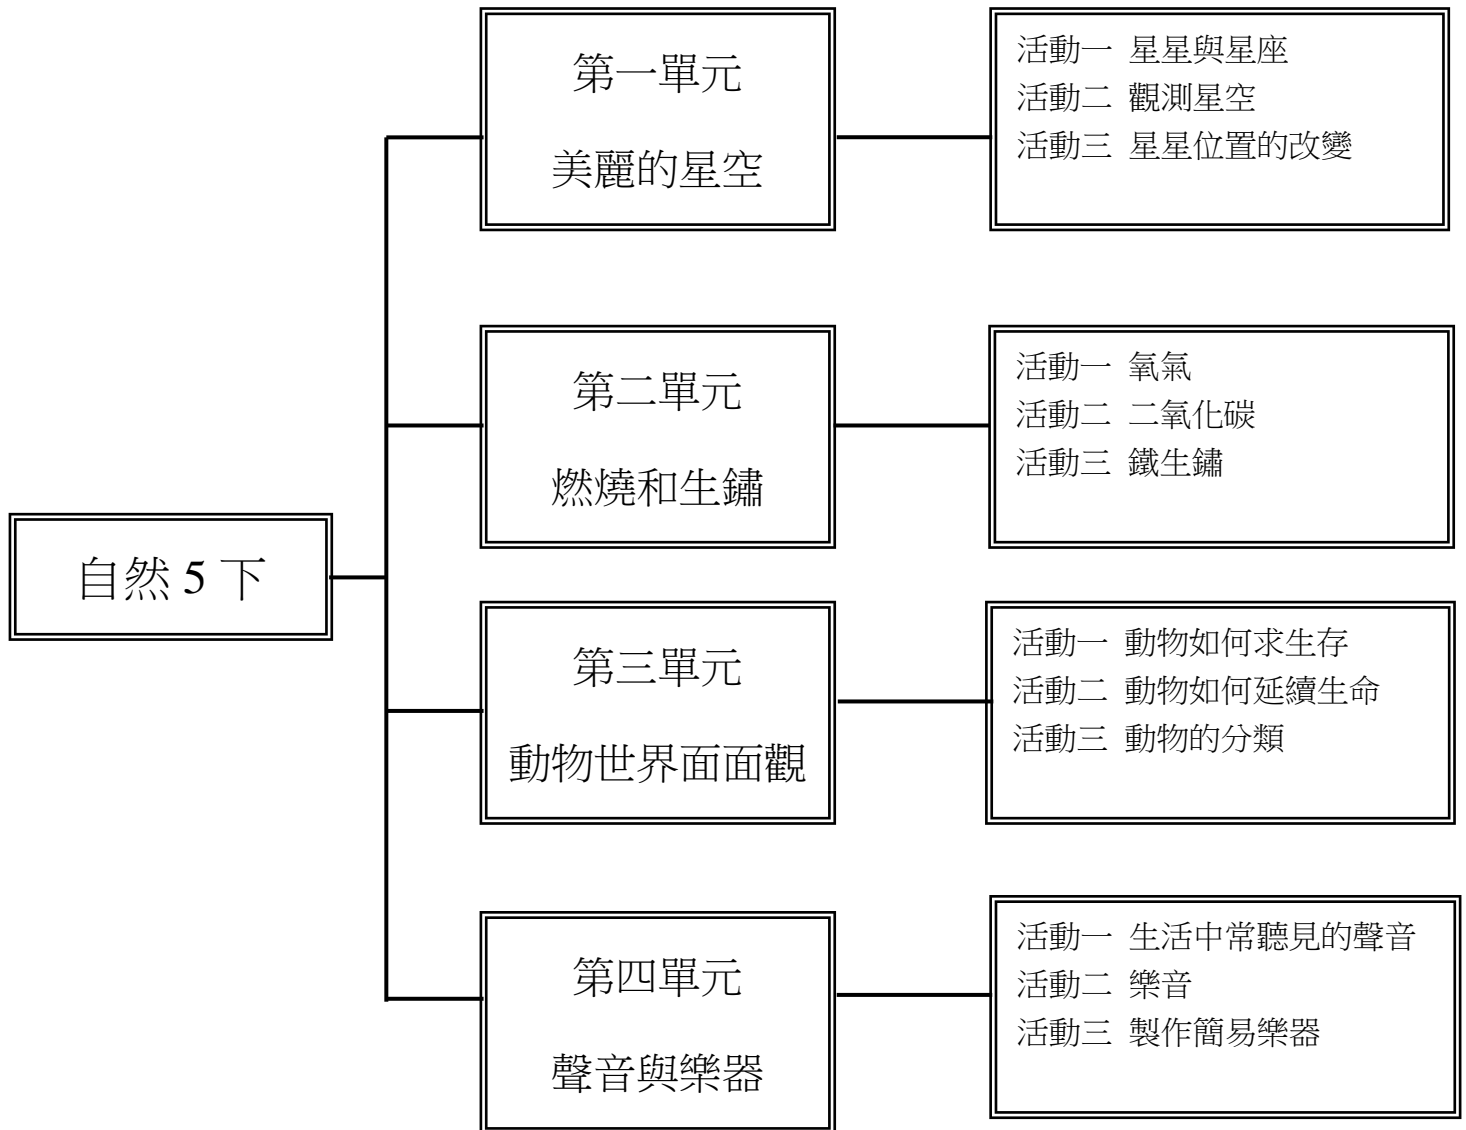 自然 5 下
第一單元
美麗的星空
活動一 星星與星座
活動二 觀測星空
活動三 星星位置的改變
第二單元
燃燒和生鏽
活動一 氧氣
活動二 二氧化碳
活動三 鐵生鏽
第三單元
動物世界面面觀
活動一 動物如何求生存
活動二 動物如何延續生命
活動三 動物的分類
第四單元
聲音與樂器
活動一 生活中常聽見的聲音
活動二 樂音
活動三 製作簡易樂器